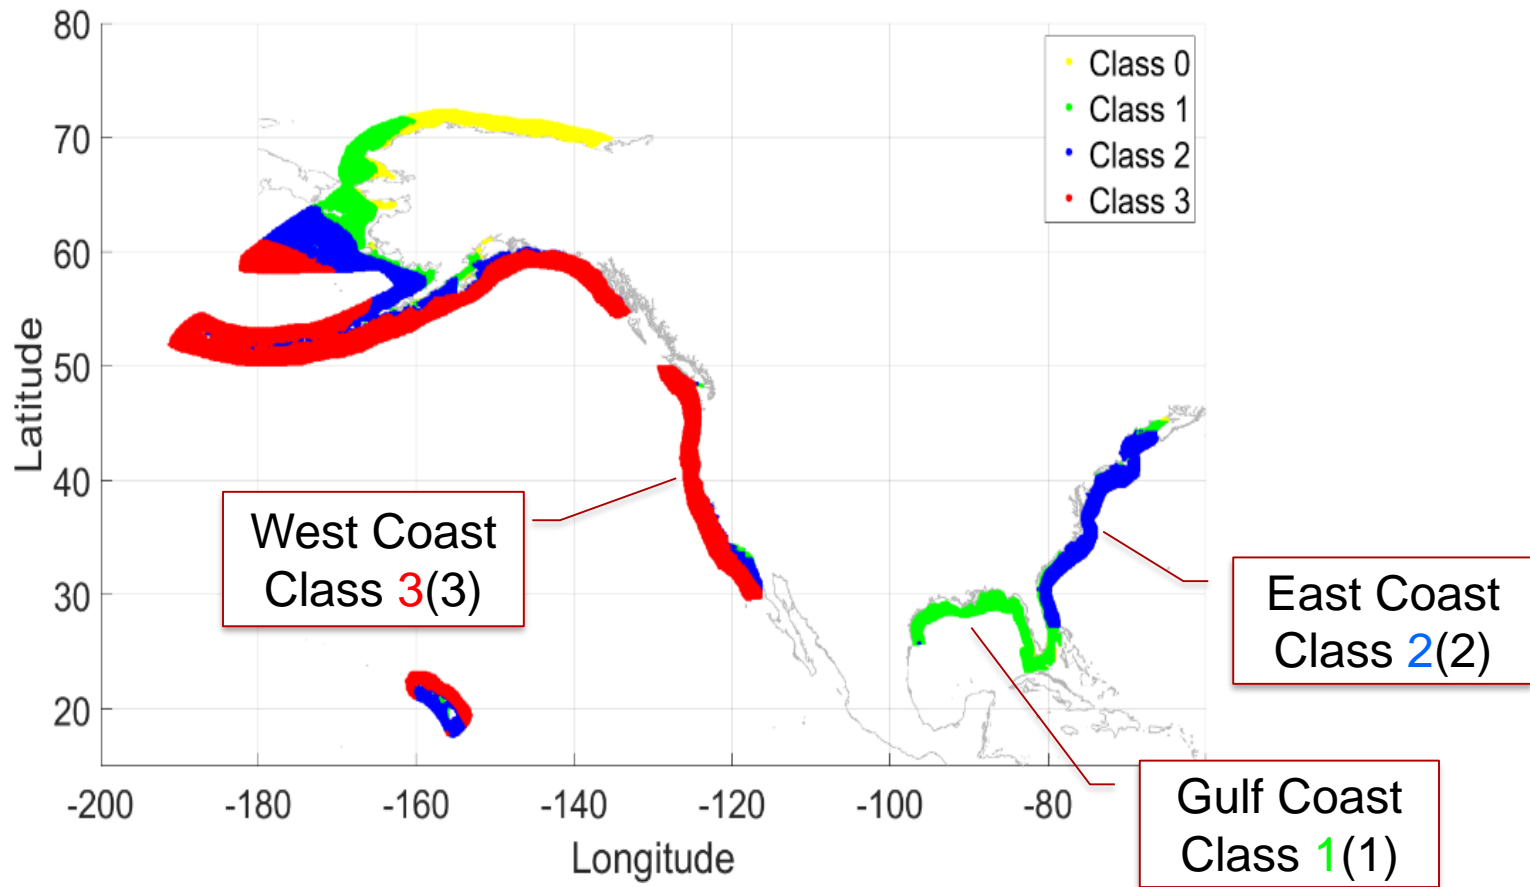 80
70
60
50
40
30
20
Latitude
-200
-180
-160
-140
-120
-100
-80
Longitude
Class 0
Class 1
Class 2
Class 3
West Coast
Class 3(3)
East Coast
Class 2(2)
Gulf Coast
Class 1(1)